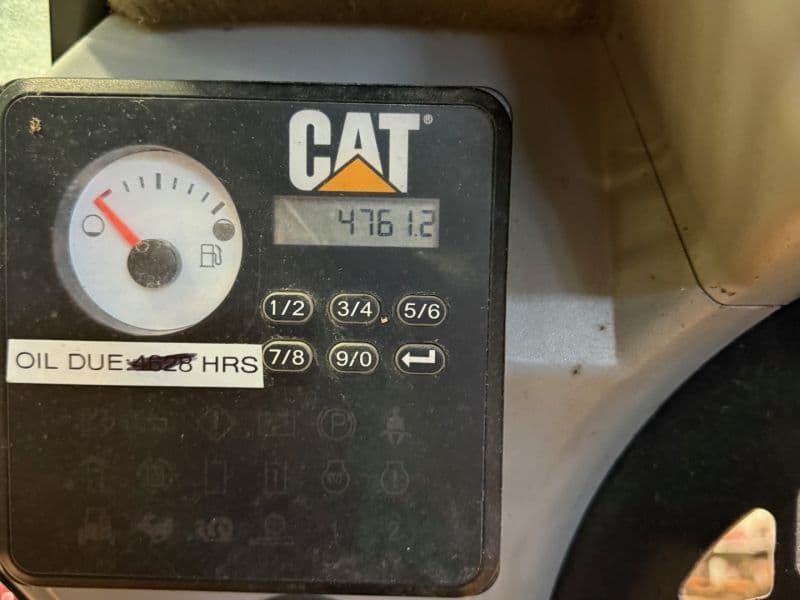 CAT®
4761.2
1/2 3/4 5/6
7/8 9/0
OIL DUE:4628 HRS